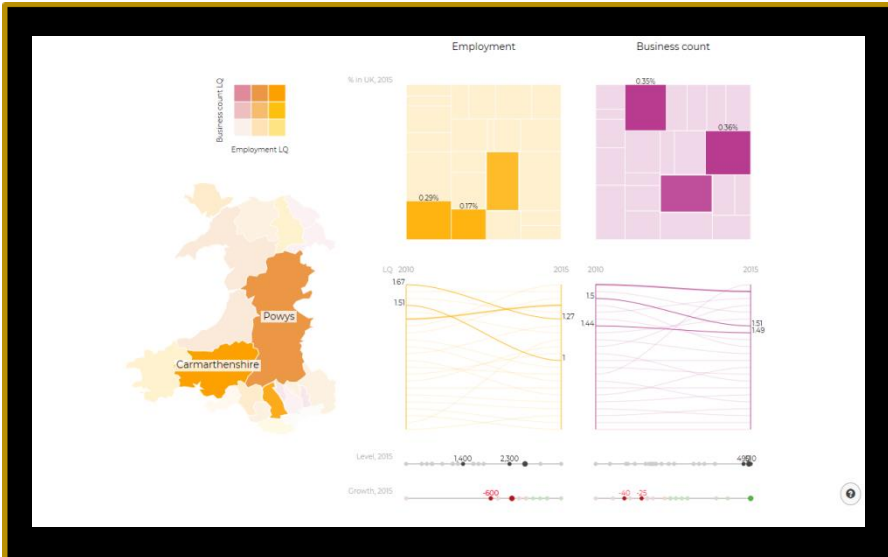 Employment
Business count
% in UK, 2015
Business count LQ
Employment LQ
0.35%
0.36%
0.29%
0.17%
Powys
Carmarthenshire
LQ 2010
2015
2010
2015
1.67
1.51
1.27
1
1.5
1.44
1.51
1.49
Level, 2015
1,400
2,300
Growth, 2015
-600
-40
-25
?